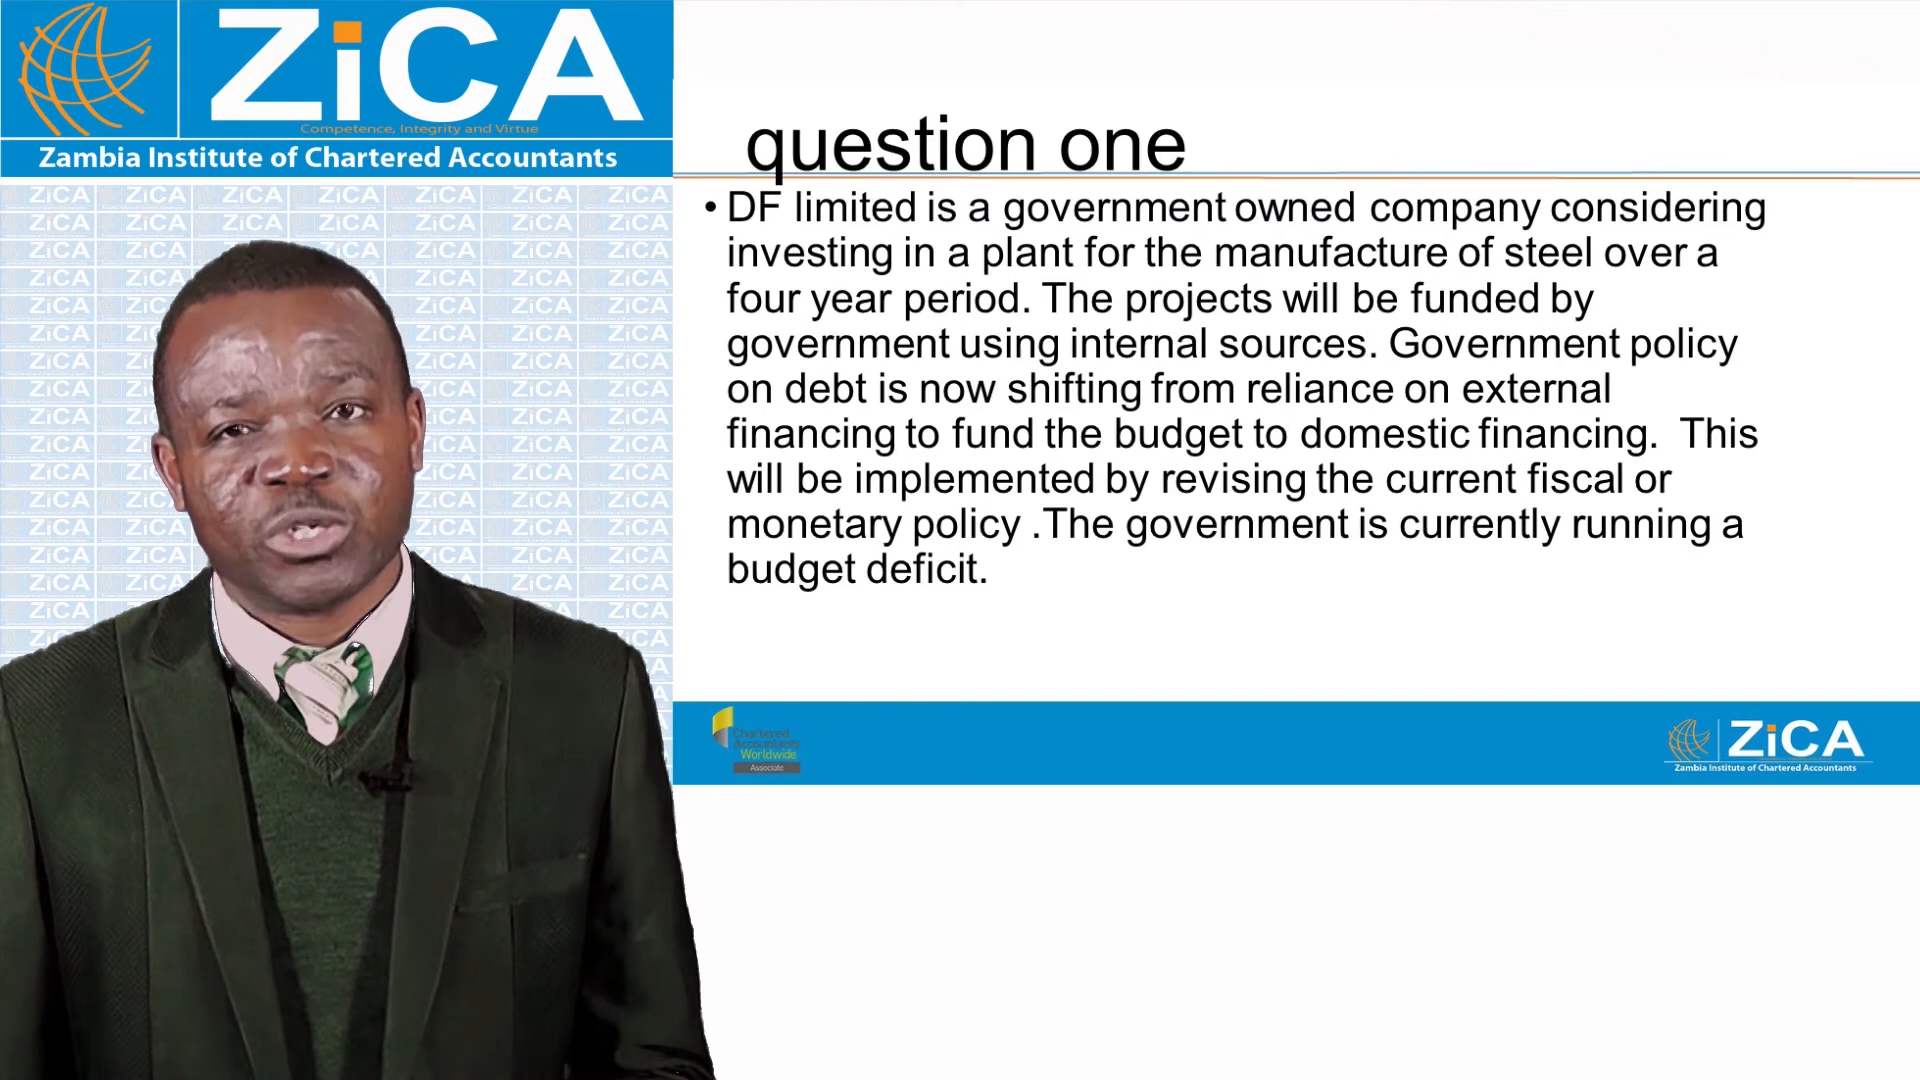 ZiCA
Competence, Integrity and Virtue
Zambia Institute of Chartered Accountants
question one
• DF limited is a government owned company considering
investing in a plant for the manufacture of steel over a
four year period. The projects will be funded by
government using internal sources. Government policy
on debt is now shifting from reliance on external
financing to fund the budget to domestic financing.  This
will be implemented by revising the current fiscal or
monetary policy .The government is currently running a
budget deficit.
Chartered
Accountants
Worldwide
Associate
ZiCA
Zambia Institute of Chartered Accountants